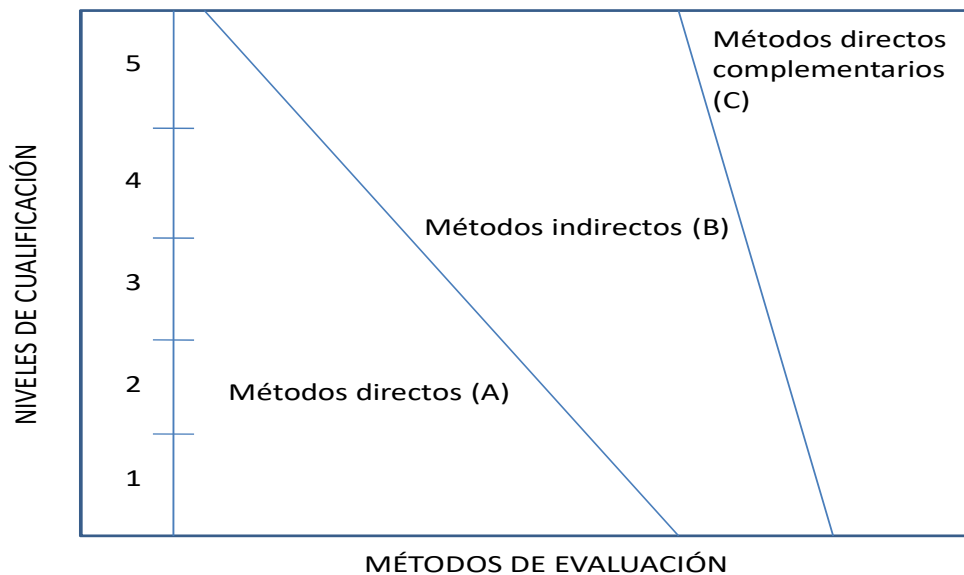 NIVELES DE CUALIFICACIÓN
5
4
3
2
1
Métodos directos
complementarios
(C)
Métodos indirectos (B)
Métodos directos (A)
MÉTODOS DE EVALUACIÓN